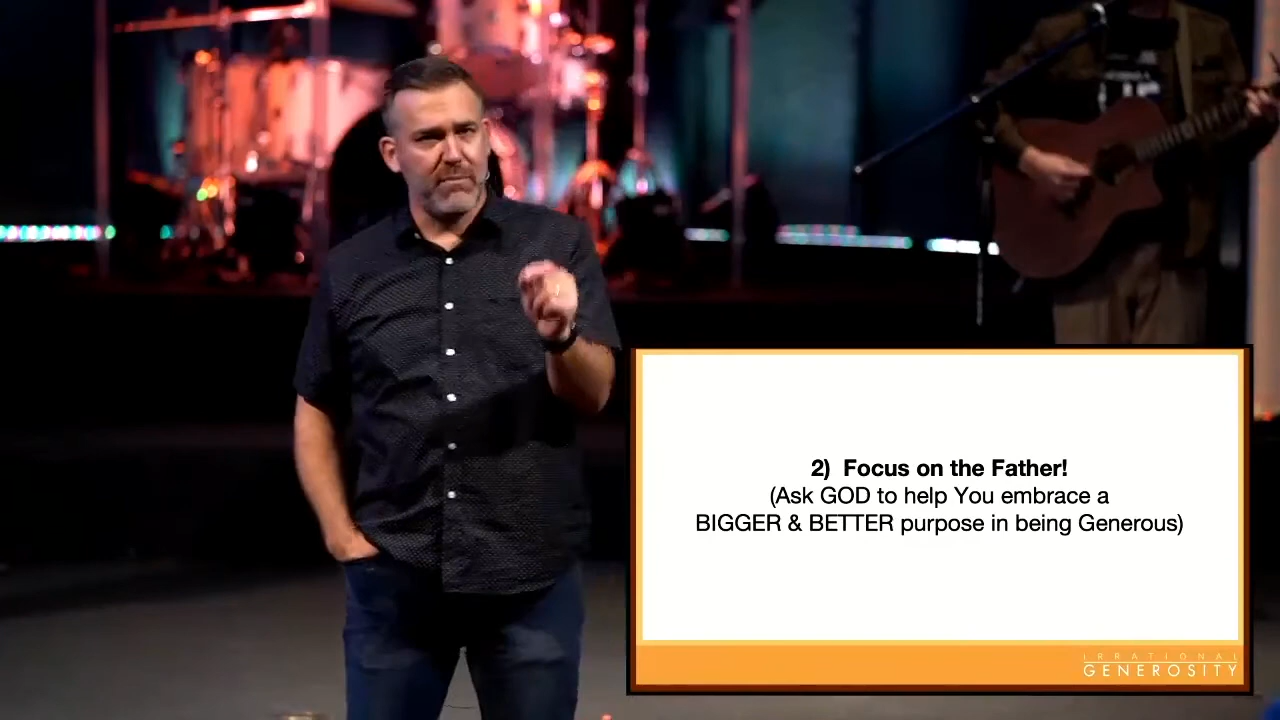 2)  Focus on the Father!
(Ask GOD to help You embrace a
BIGGER & BETTER purpose in being Generous)
IRRATIONAL
GENEROSITY